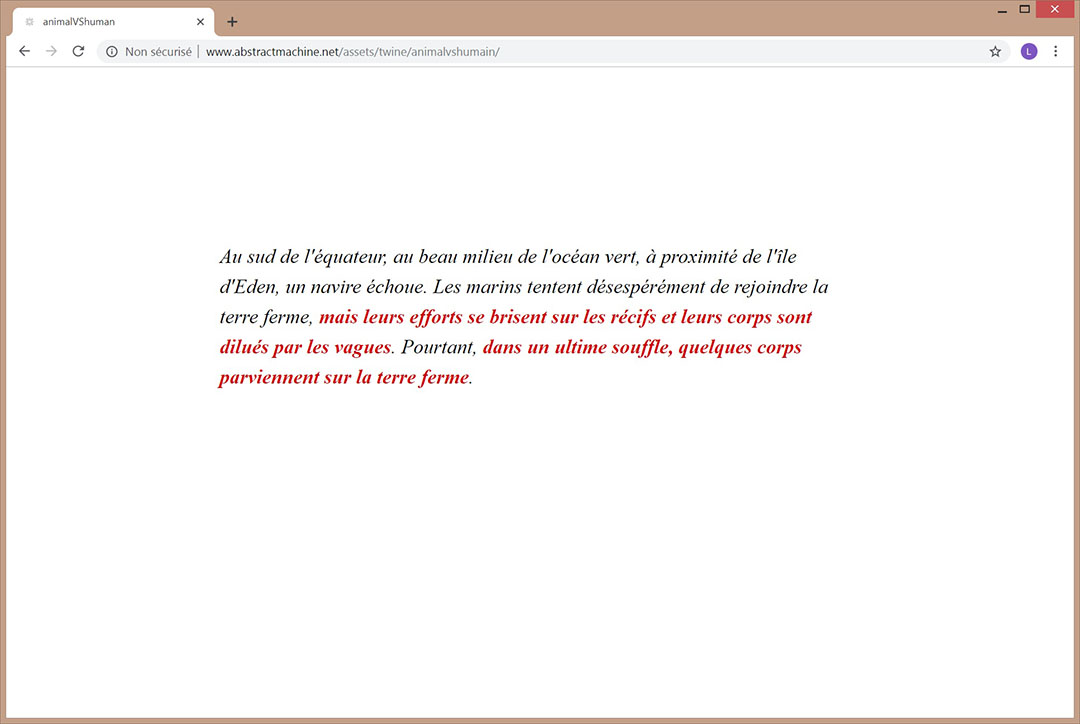 animalVShuman
Non sécurisé | www.abstractmachine.net/assets/twine/animalvshumain/
L
Au sud de l'équateur, au beau milieu de l'océan vert, à proximité de l'île
d'Eden, un navire échoue. Les marins tentent désespérément de rejoindre la
terre ferme, mais leurs efforts se brisent sur les récifs et leurs corps sont
dilués par les vagues. Pourtant, dans un ultime souffle, quelques corps
parviennent sur la terre ferme.